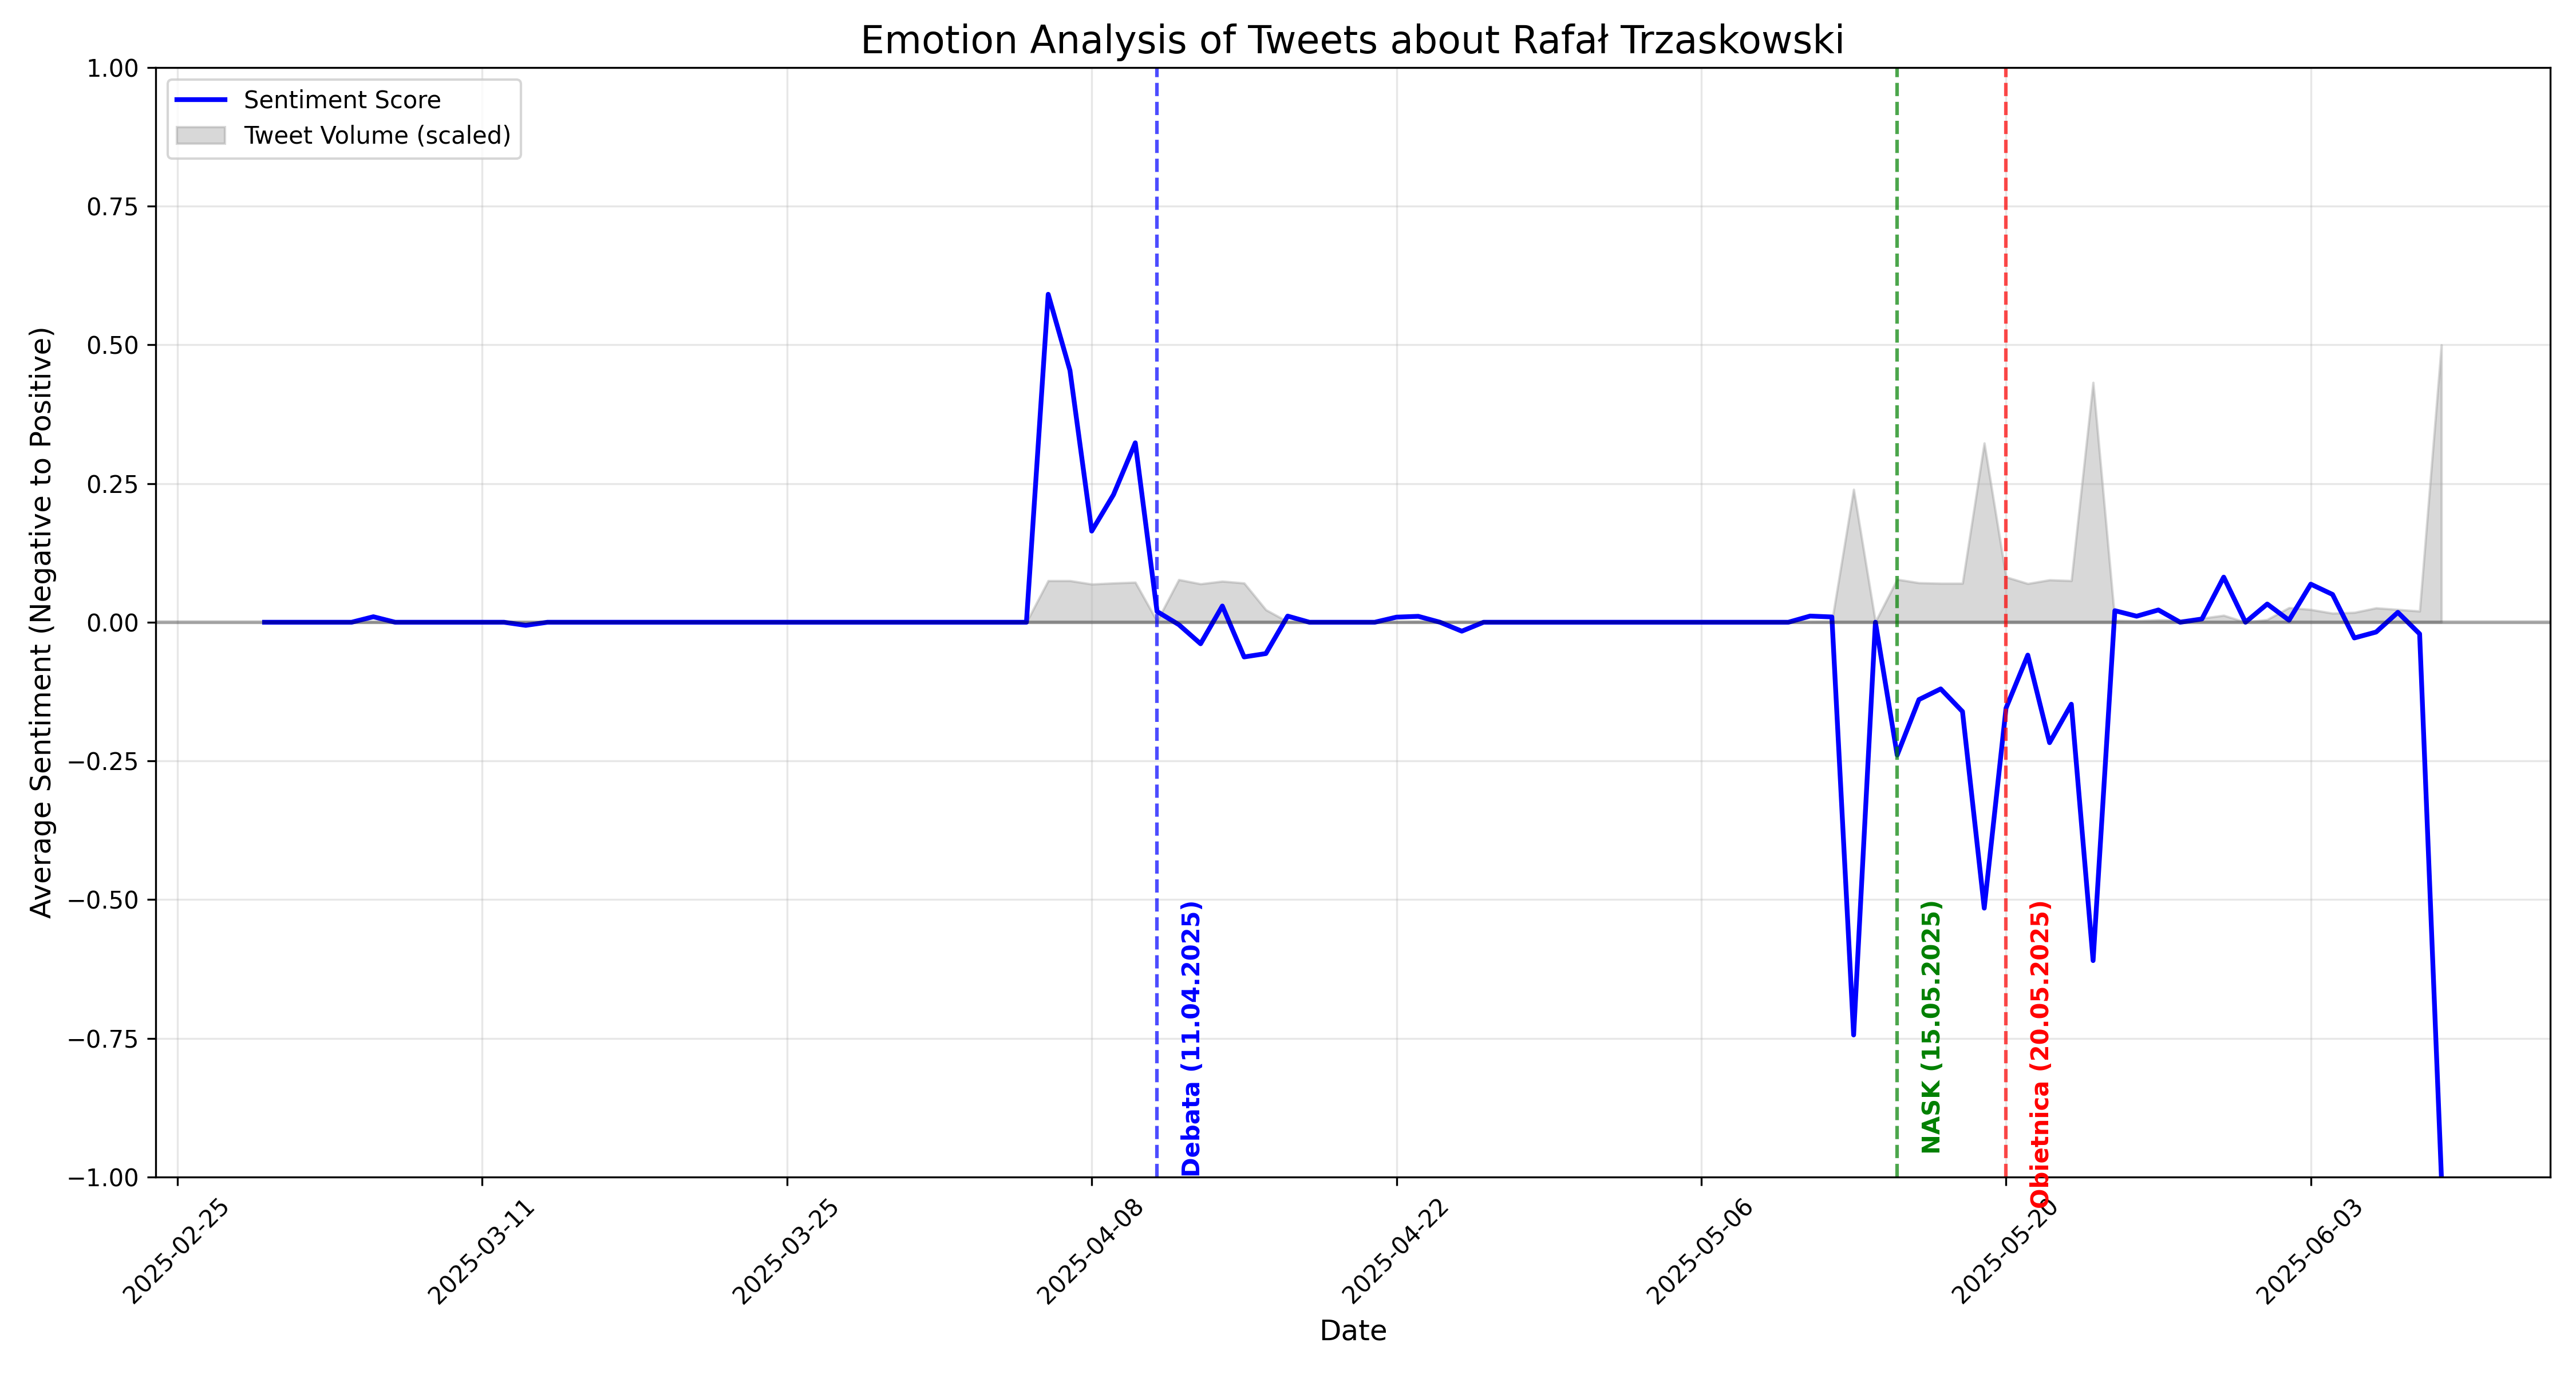 Emotion Analysis of Tweets about Rafał Trzaskowski
Sentiment Score
Tweet Volume (scaled)
Average Sentiment (Negative to Positive)
1.00
0.75
0.50
0.25
0.00
−0.25
−0.50
−0.75
−1.00
Debata (11.04.2025)
NASK (15.05.2025)
Obietnica (20.05.2025)
2025-02-25
2025-03-11
2025-03-25
2025-04-08
2025-04-22
2025-05-06
2025-05-20
2025-06-03
Date